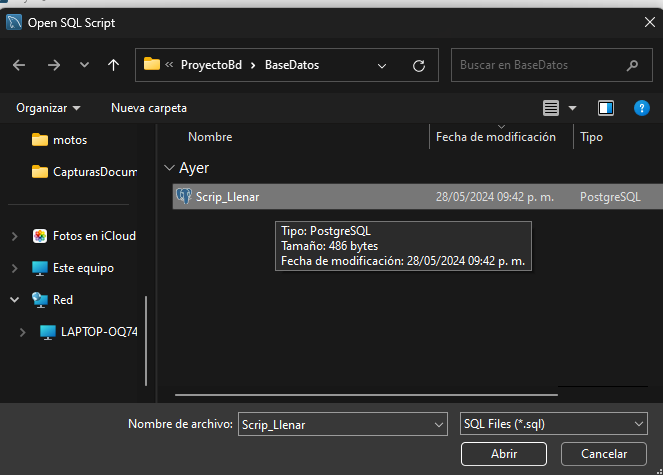 Open SQL Script
ProyectoBd
BaseDatos
Buscar en BaseDatos
Organizar
Nueva carpeta
motos
CapturasDocum
Fotos en iCloud
Este equipo
Red
LAPTOP-OQ74
Nombre
Fecha de modificación
Tipo
Ayer
Scrip_Llenar
28/05/2024 09:42 p. m.
PostgreSQL
Tipo: PostgreSQL
Tamaño: 486 bytes
Fecha de modificación: 28/05/2024 09:42 p. m.
Nombre de archivo:
Scrip_Llenar
SQL Files (*.sql)
Abrir
Cancelar